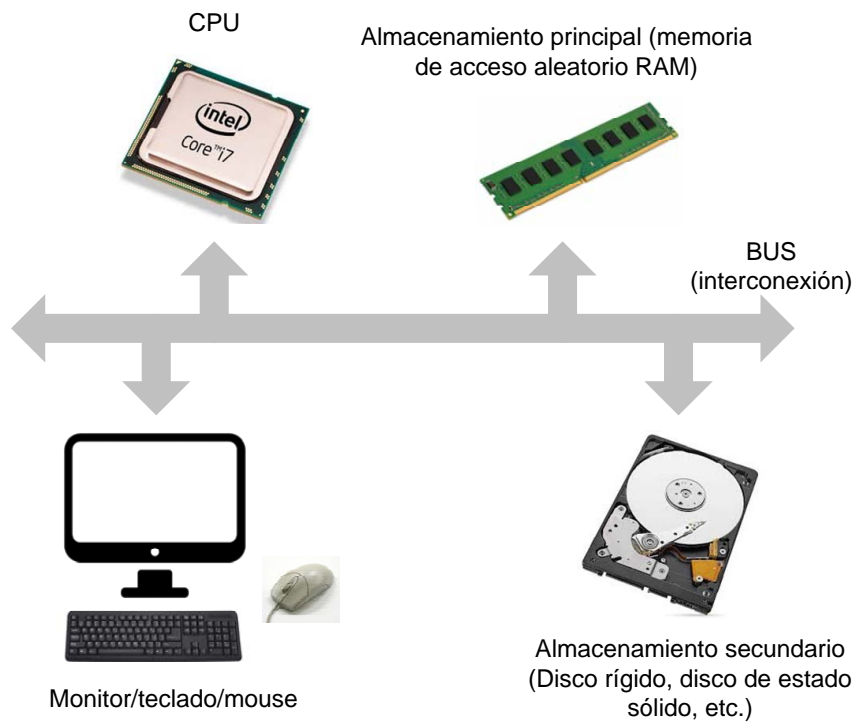 CPU
Almacenamiento principal (memoria
de acceso aleatorio RAM)
intel
Core™i7
BUS
(interconexión)
Monitor/teclado/mouse
Almacenamiento secundario
(Disco rígido, disco de estado
sólido, etc.)